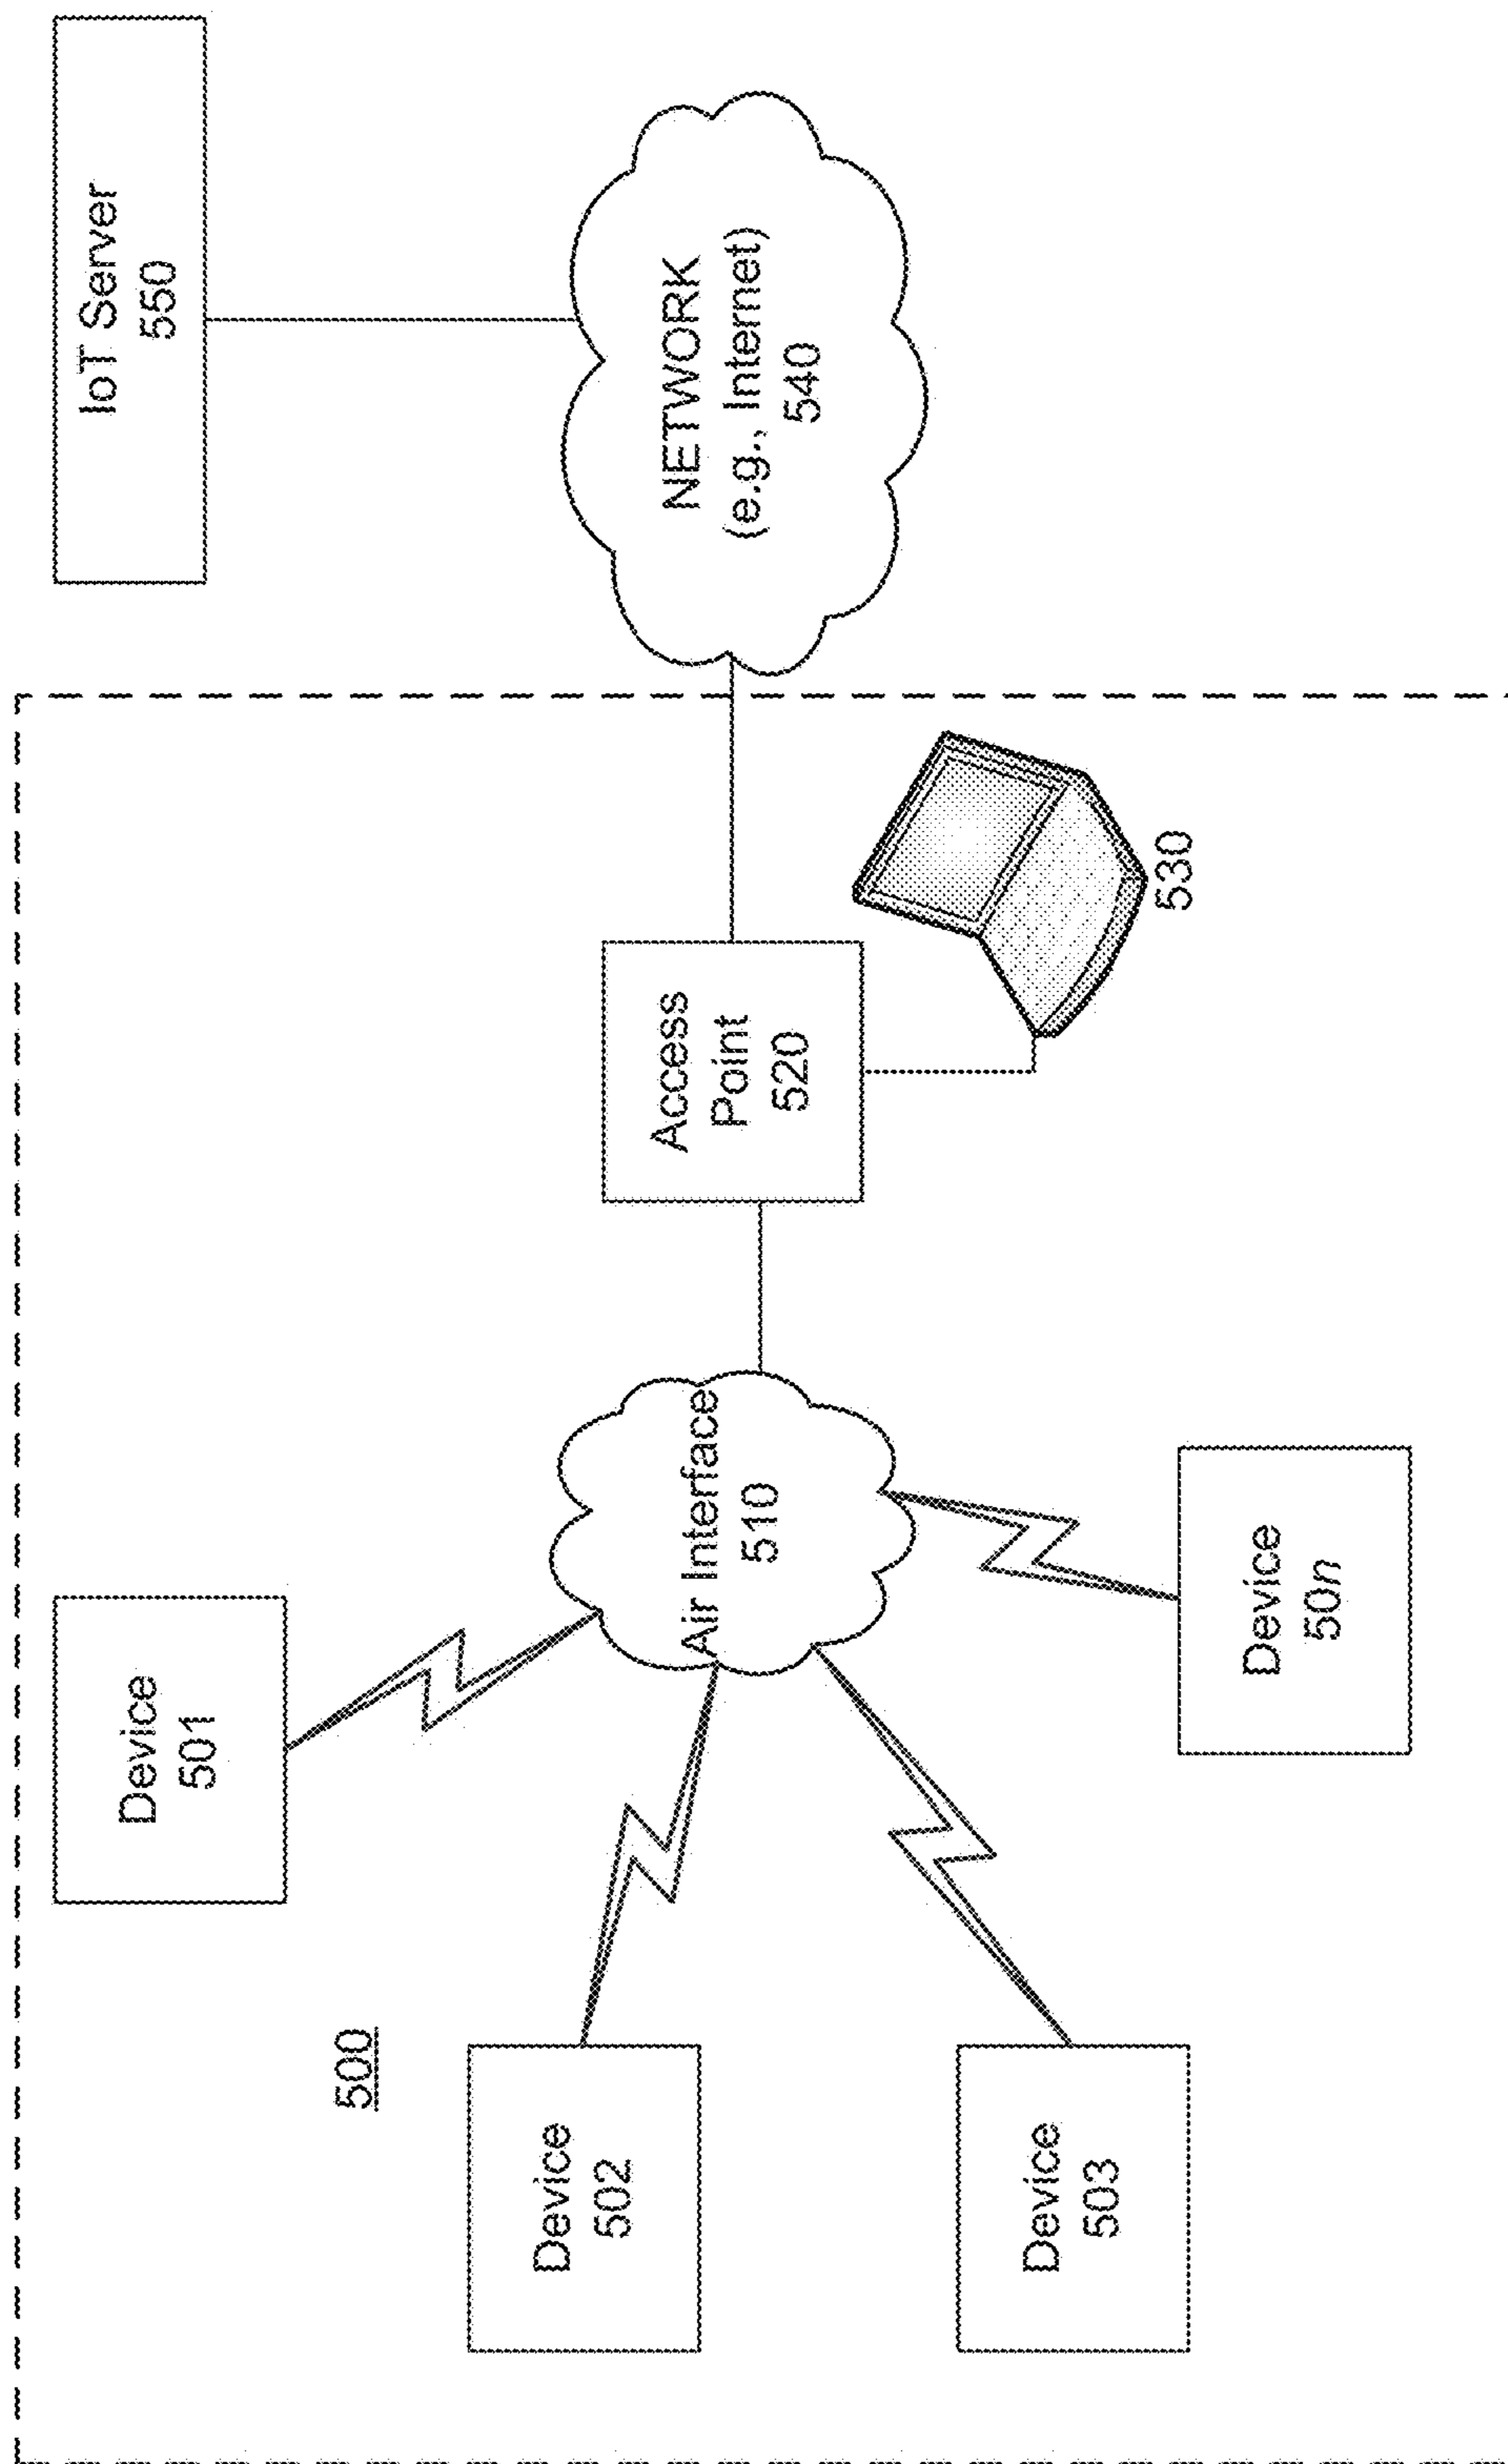 500
Device
501
Device
502
Device
503
Device
50n
Air Interface
510
Access
Point
520
530
NETWORK
(e.g., Internet)
540
IoT Server
550